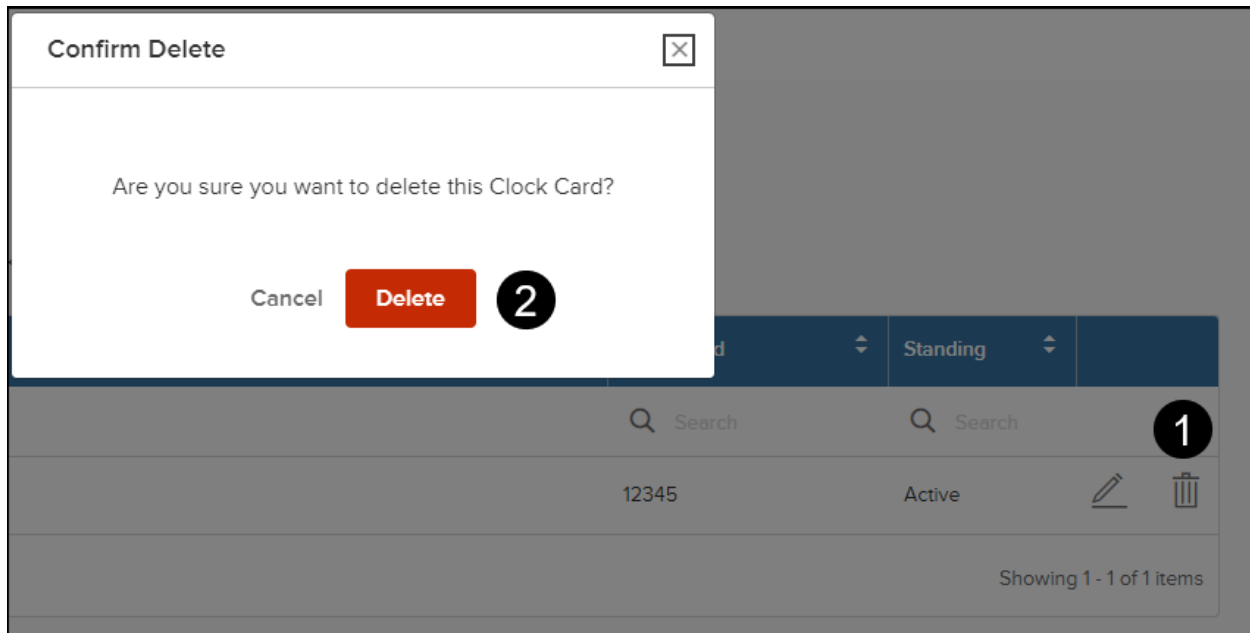 Confirm Delete
Are you sure you want to delete this Clock Card?
Cancel Delete 2
d Standing
Search Search 1
12345 Active
Showing 1 - 1 of 1 items